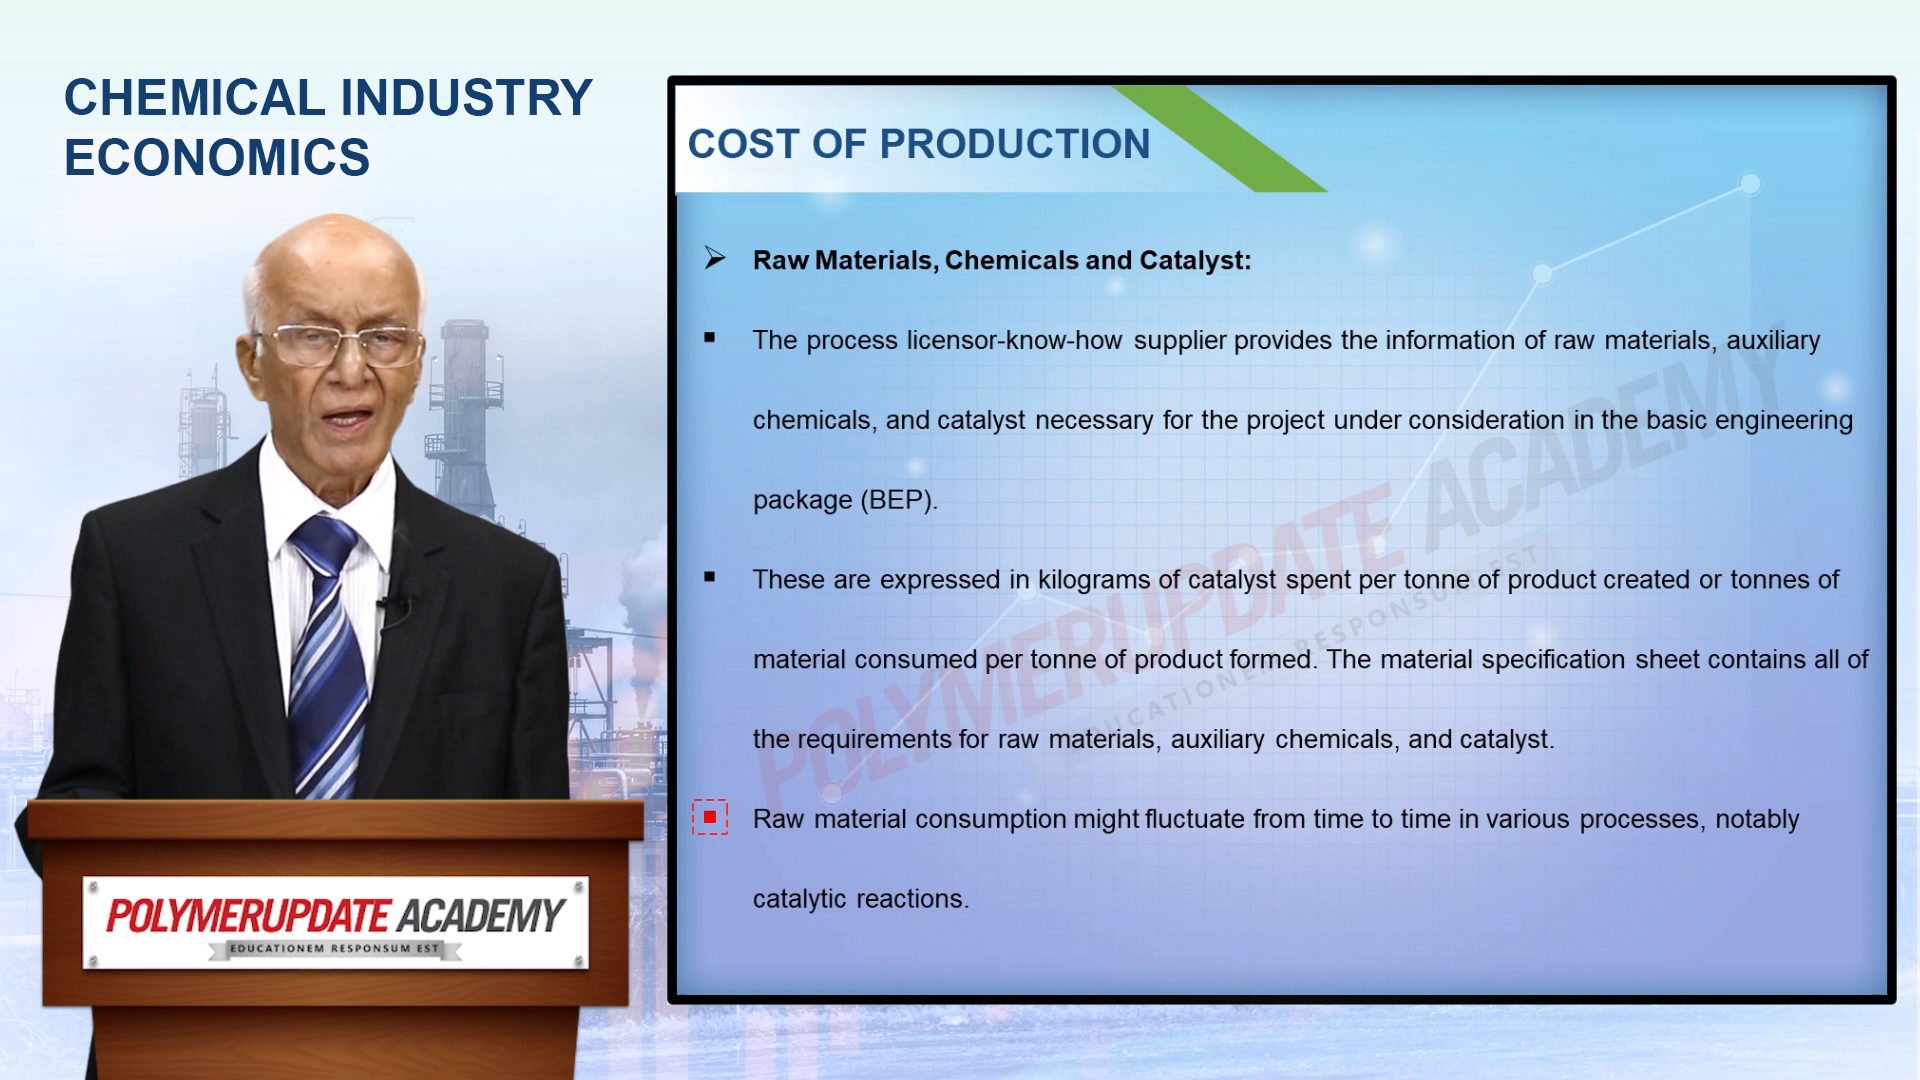 CHEMICAL INDUSTRY
ECONOMICS
COST OF PRODUCTION
Raw Materials, Chemicals and Catalyst:
The process licensor-know-how supplier provides the information of raw materials, auxiliary
chemicals, and catalyst necessary for the project under consideration in the basic engineering
package (BEP).
These are expressed in kilograms of catalyst spent per tonne of product created or tonnes of
material consumed per tonne of product formed. The material specification sheet contains all of
the requirements for raw materials, auxiliary chemicals, and catalyst.
Raw material consumption might fluctuate from time to time in various processes, notably
catalytic reactions.
POLYMERUPDATE ACADEMY
EDUCATIONEM RESPONSUM EST
POLYMERUPDATE ACADEMY
EDUCATIONEM RESPONSUM EST